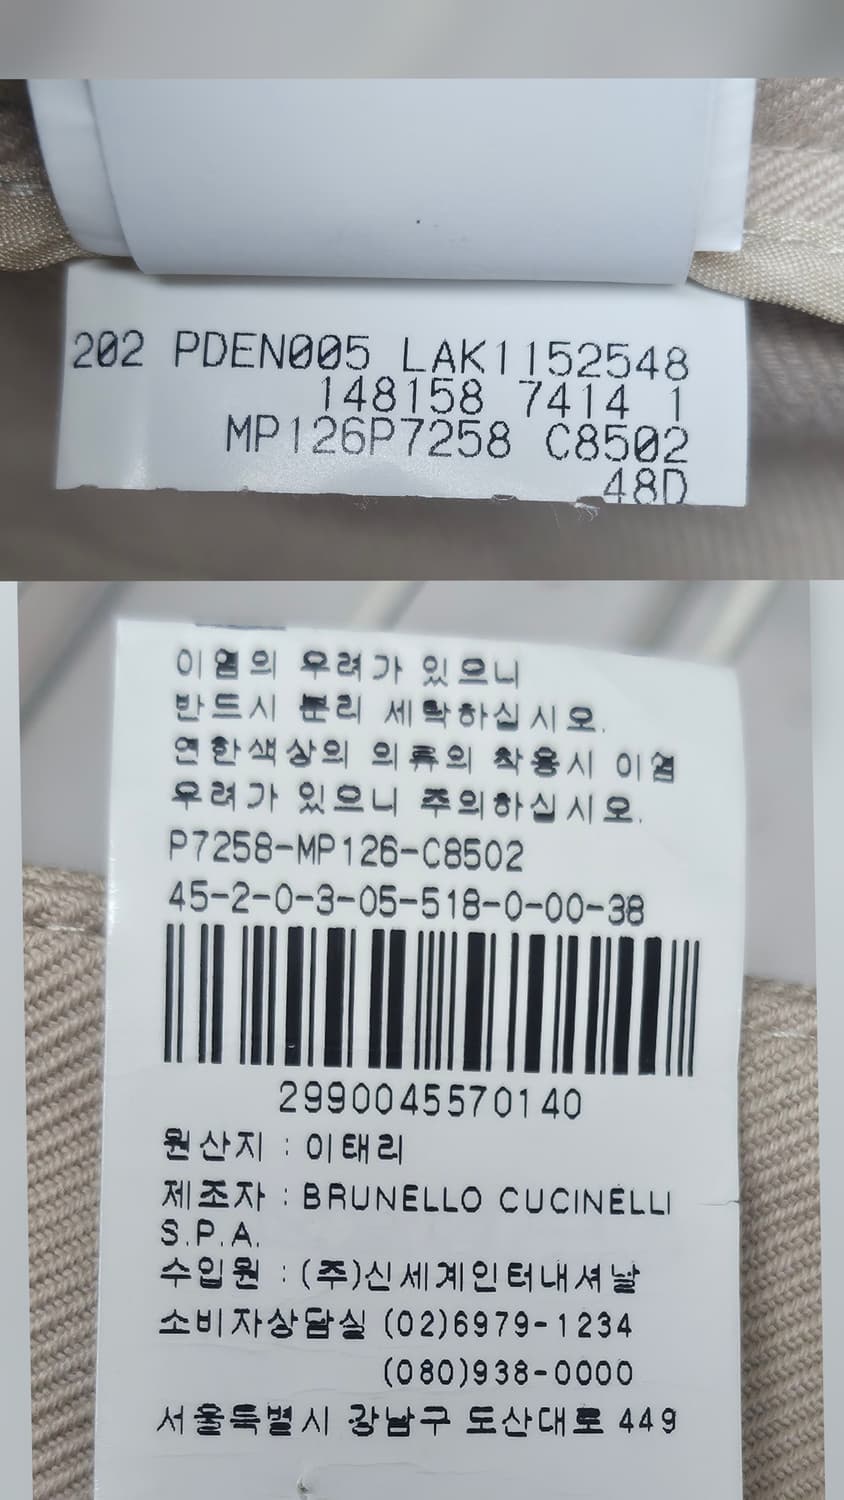 202 PDEN005 LAK1152548
148158 7414 1
MP126P7258 C8502
48D
이염의 우려가 있으니
반드시 분리 세탁하십시오.
연한색상의 의류의 착용시 이염
우려가 있으니 주의하십시오.
P7258-MP126-C8502
45-2-0-3-05-518-0-00-38
2990045570140
원산지 : 이태리
제조자 : BRUNELLO CUCINELLI
S.P.A.
수입원 : (주)신세계인터내셔날
소비자상담실 (02)6979-1234
(080)938-0000
서울특별시 강남구 도산대로 449